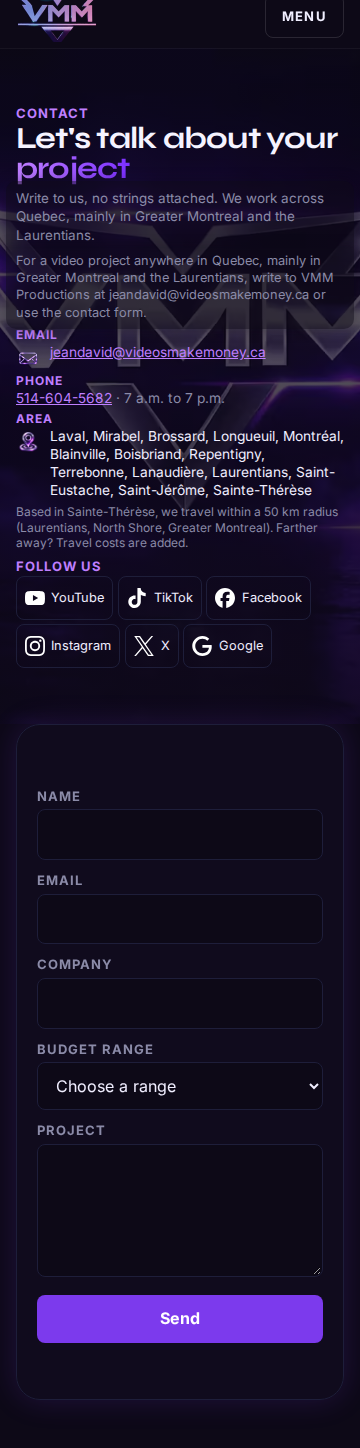 VMM
MENU
CONTACT
Let's talk about your
project
Write to us, no strings attached. We work across
Quebec, mainly in Greater Montreal and the
Laurentians.
For a video project anywhere in Quebec, mainly in
Greater Montreal and the Laurentians, write to VMM
Productions at jeandavid@videosmakemoney.ca or
use the contact form.
EMAIL
jeandavid@videosmakemoney.ca
PHONE
514-604-5682 · 7 a.m. to 7 p.m.
AREA
Laval, Mirabel, Brossard, Longueuil, Montréal,
Blainville, Boisbriand, Repentigny,
Terrebonne, Lanaudière, Laurentians, Saint-
Eustache, Saint-Jérôme, Sainte-Thérèse
Based in Sainte-Thérèse, we travel within a 50 km radius
(Laurentians, North Shore, Greater Montreal). Farther
away? Travel costs are added.
FOLLOW US
YouTube TikTok Facebook
Instagram X Google
NAME
EMAIL
COMPANY
BUDGET RANGE
Choose a range
PROJECT
Send